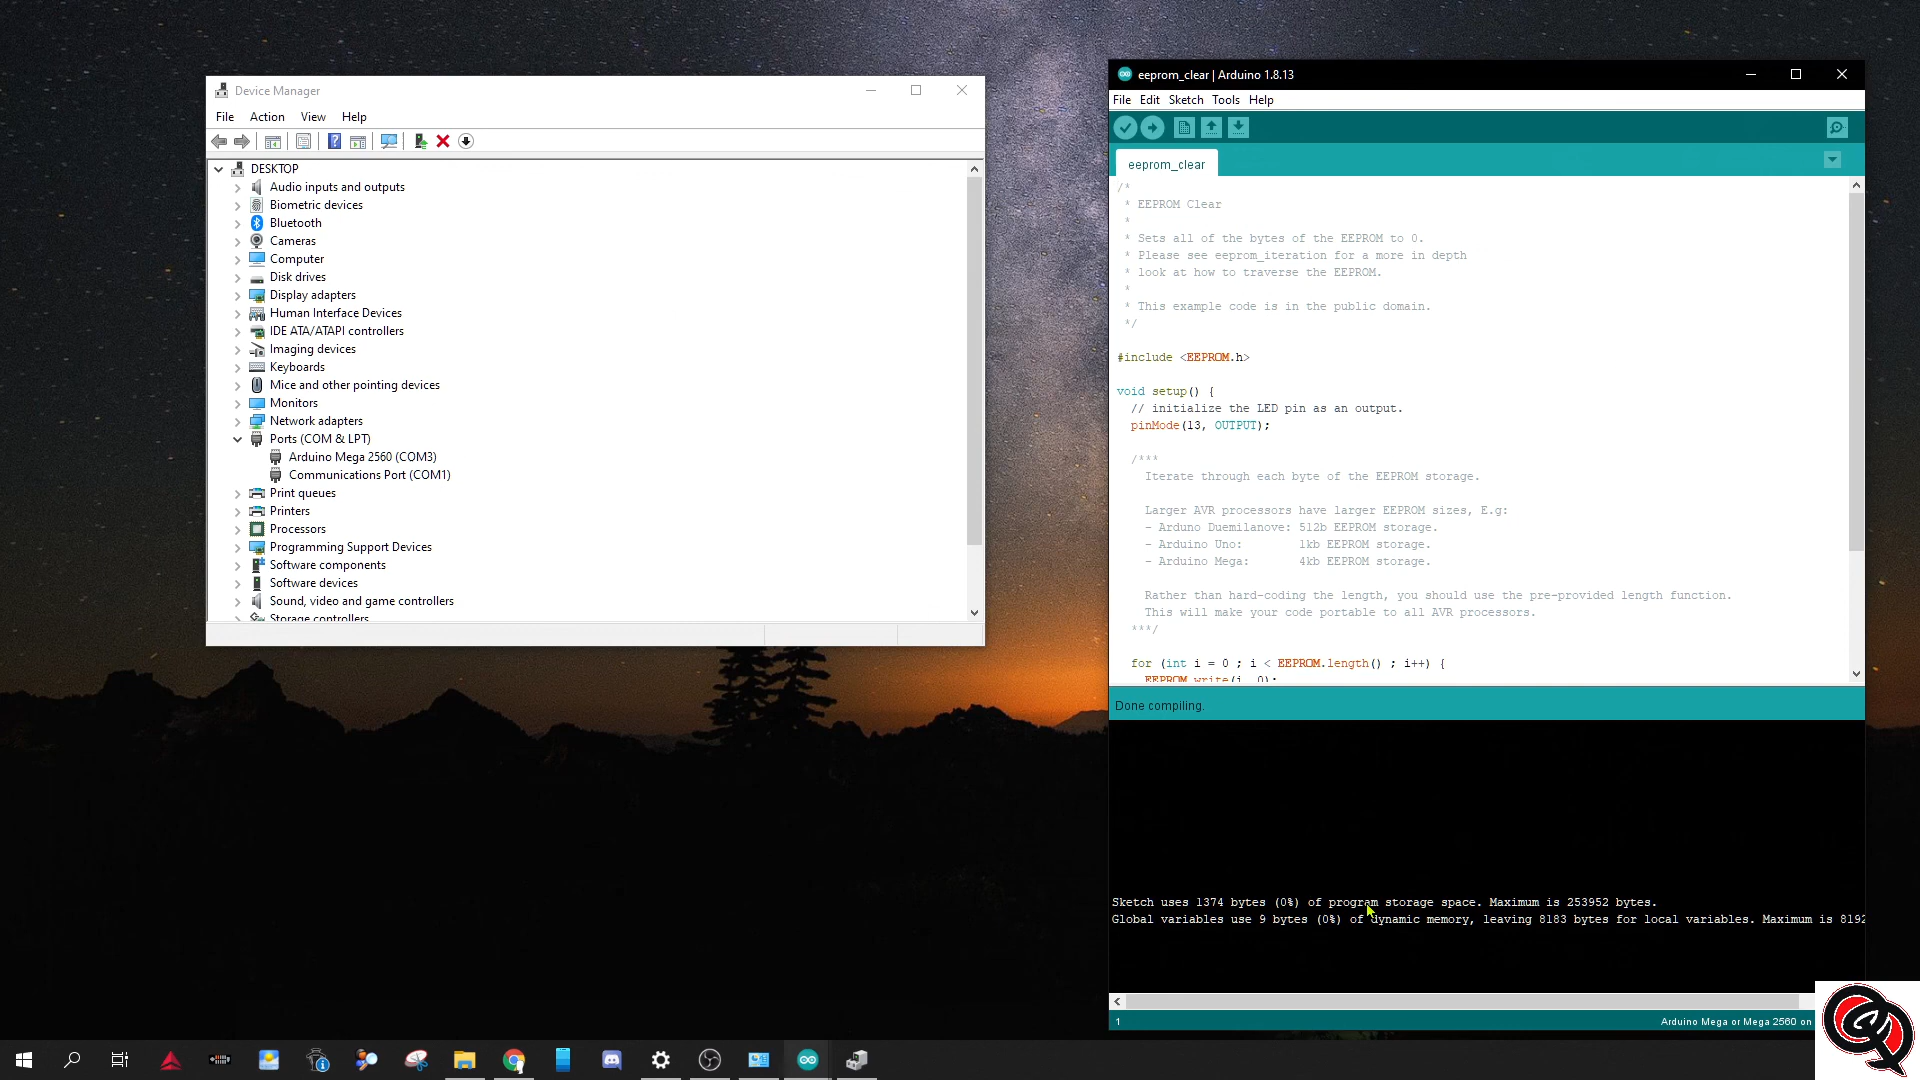 Device Manager
File Action View Help
DESKTOP
Audio inputs and outputs
Biometric devices
Bluetooth
Cameras
Computer
Disk drives
Display adapters
Human Interface Devices
IDE ATA/ATAPI controllers
Imaging devices
Keyboards
Mice and other pointing devices
Monitors
Network adapters
Ports (COM & LPT)
Arduino Mega 2560 (COM3)
Communications Port (COM1)
Print queues
Printers
Processors
Programming Support Devices
Software components
Software devices
Sound, video and game controllers
Storage controllers
eeprom_clear | Arduino 1.8.13
File Edit Sketch Tools Help
eeprom_clear
/*
* EEPROM Clear
*
* Sets all of the bytes of the EEPROM to 0.
* Please see eeprom_iteration for a more in depth
* look at how to traverse the EEPROM.
*
* This example code is in the public domain.
*/
#include <EEPROM.h>
void setup() {
// initialize the LED pin as an output.
pinMode(13, OUTPUT);
/***
Iterate through each byte of the EEPROM storage.
Larger AVR processors have larger EEPROM sizes, E.g:
- Arduno Duemilanove: 512b EEPROM storage.
- Arduino Uno: 1kb EEPROM storage.
- Arduino Mega: 4kb EEPROM storage.
Rather than hard-coding the length, you should use the pre-provided length function.
This will make your code portable to all AVR processors.
***/
for (int i = 0 ; i < EEPROM.length() ; i++) {
EEPROM.write(i, 0);
Done compiling.
Sketch uses 1374 bytes (0%) of program storage space. Maximum is 253952 bytes.
Global variables use 9 bytes (0%) of dynamic memory, leaving 8183 bytes for local variables. Maximum is 8192
1
Arduino Mega or Mega 2560 on